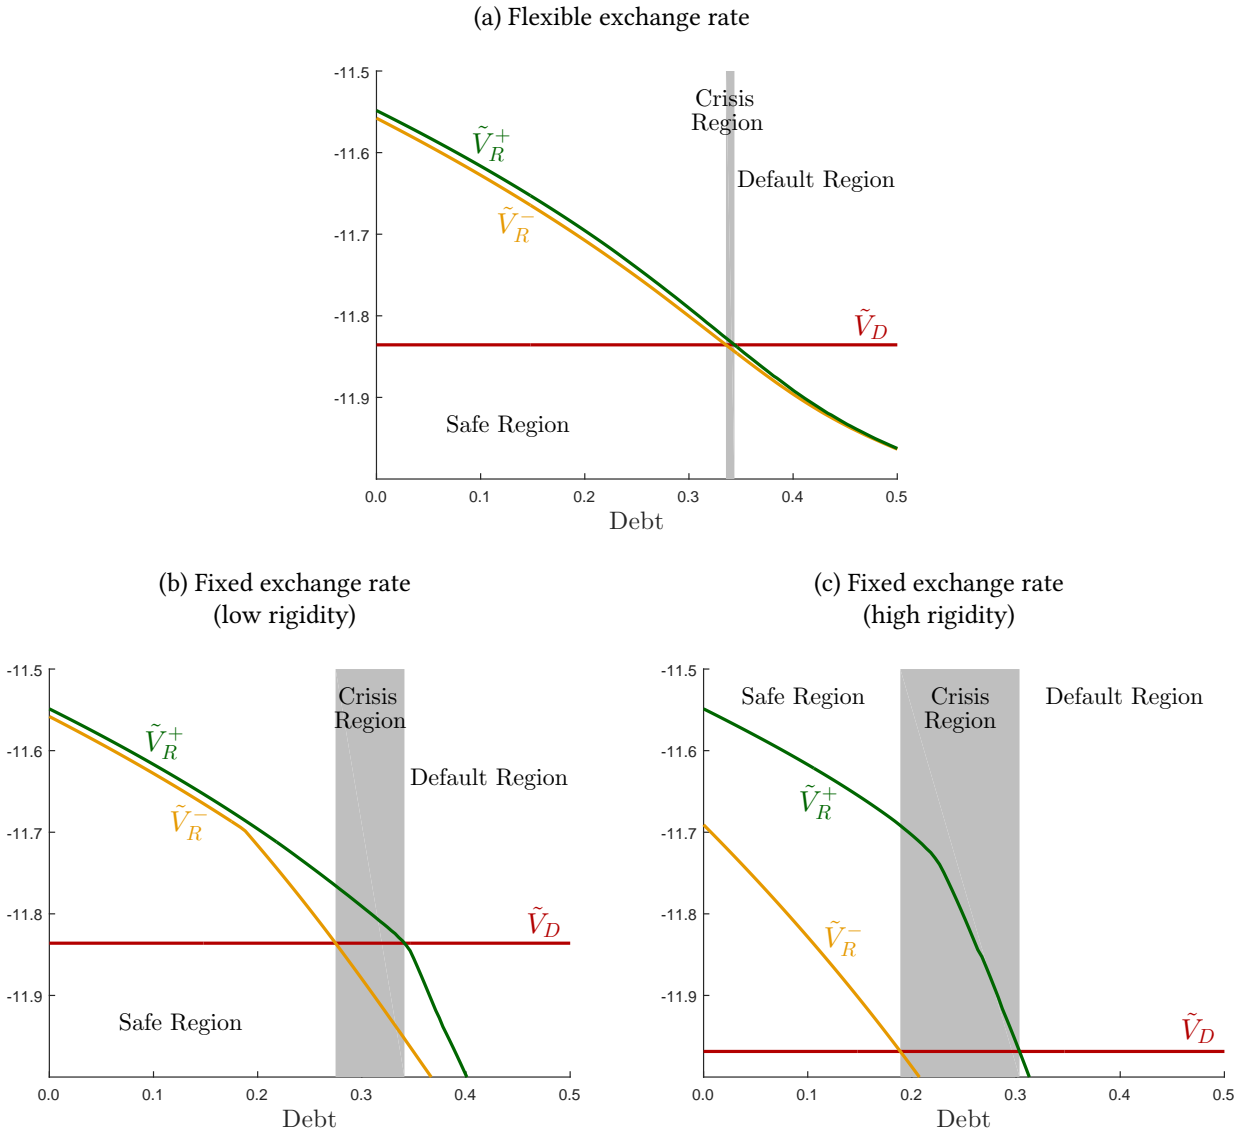 (a) Flexible exchange rate
-11.5
Crisis
Region
-11.6
Ṽ_R^+
Default Region
Ṽ_R^-
-11.7
-11.8
Ṽ_D
-11.9
Safe Region
0.0 0.1 0.2 0.3 0.4 0.5
Debt
(b) Fixed exchange rate
(low rigidity)
-11.5
Crisis
Region
Ṽ_R^+
-11.6
Default Region
Ṽ_R^-
-11.7
-11.8
Ṽ_D
-11.9
Safe Region
0.0 0.1 0.2 0.3 0.4 0.5
Debt
(c) Fixed exchange rate
(high rigidity)
-11.5
Safe Region Crisis Default Region
Region
-11.6
Ṽ_R^+
-11.7
-11.8
Ṽ_R^-
-11.9
Ṽ_D
0.0 0.1 0.2 0.3 0.4 0.5
Debt